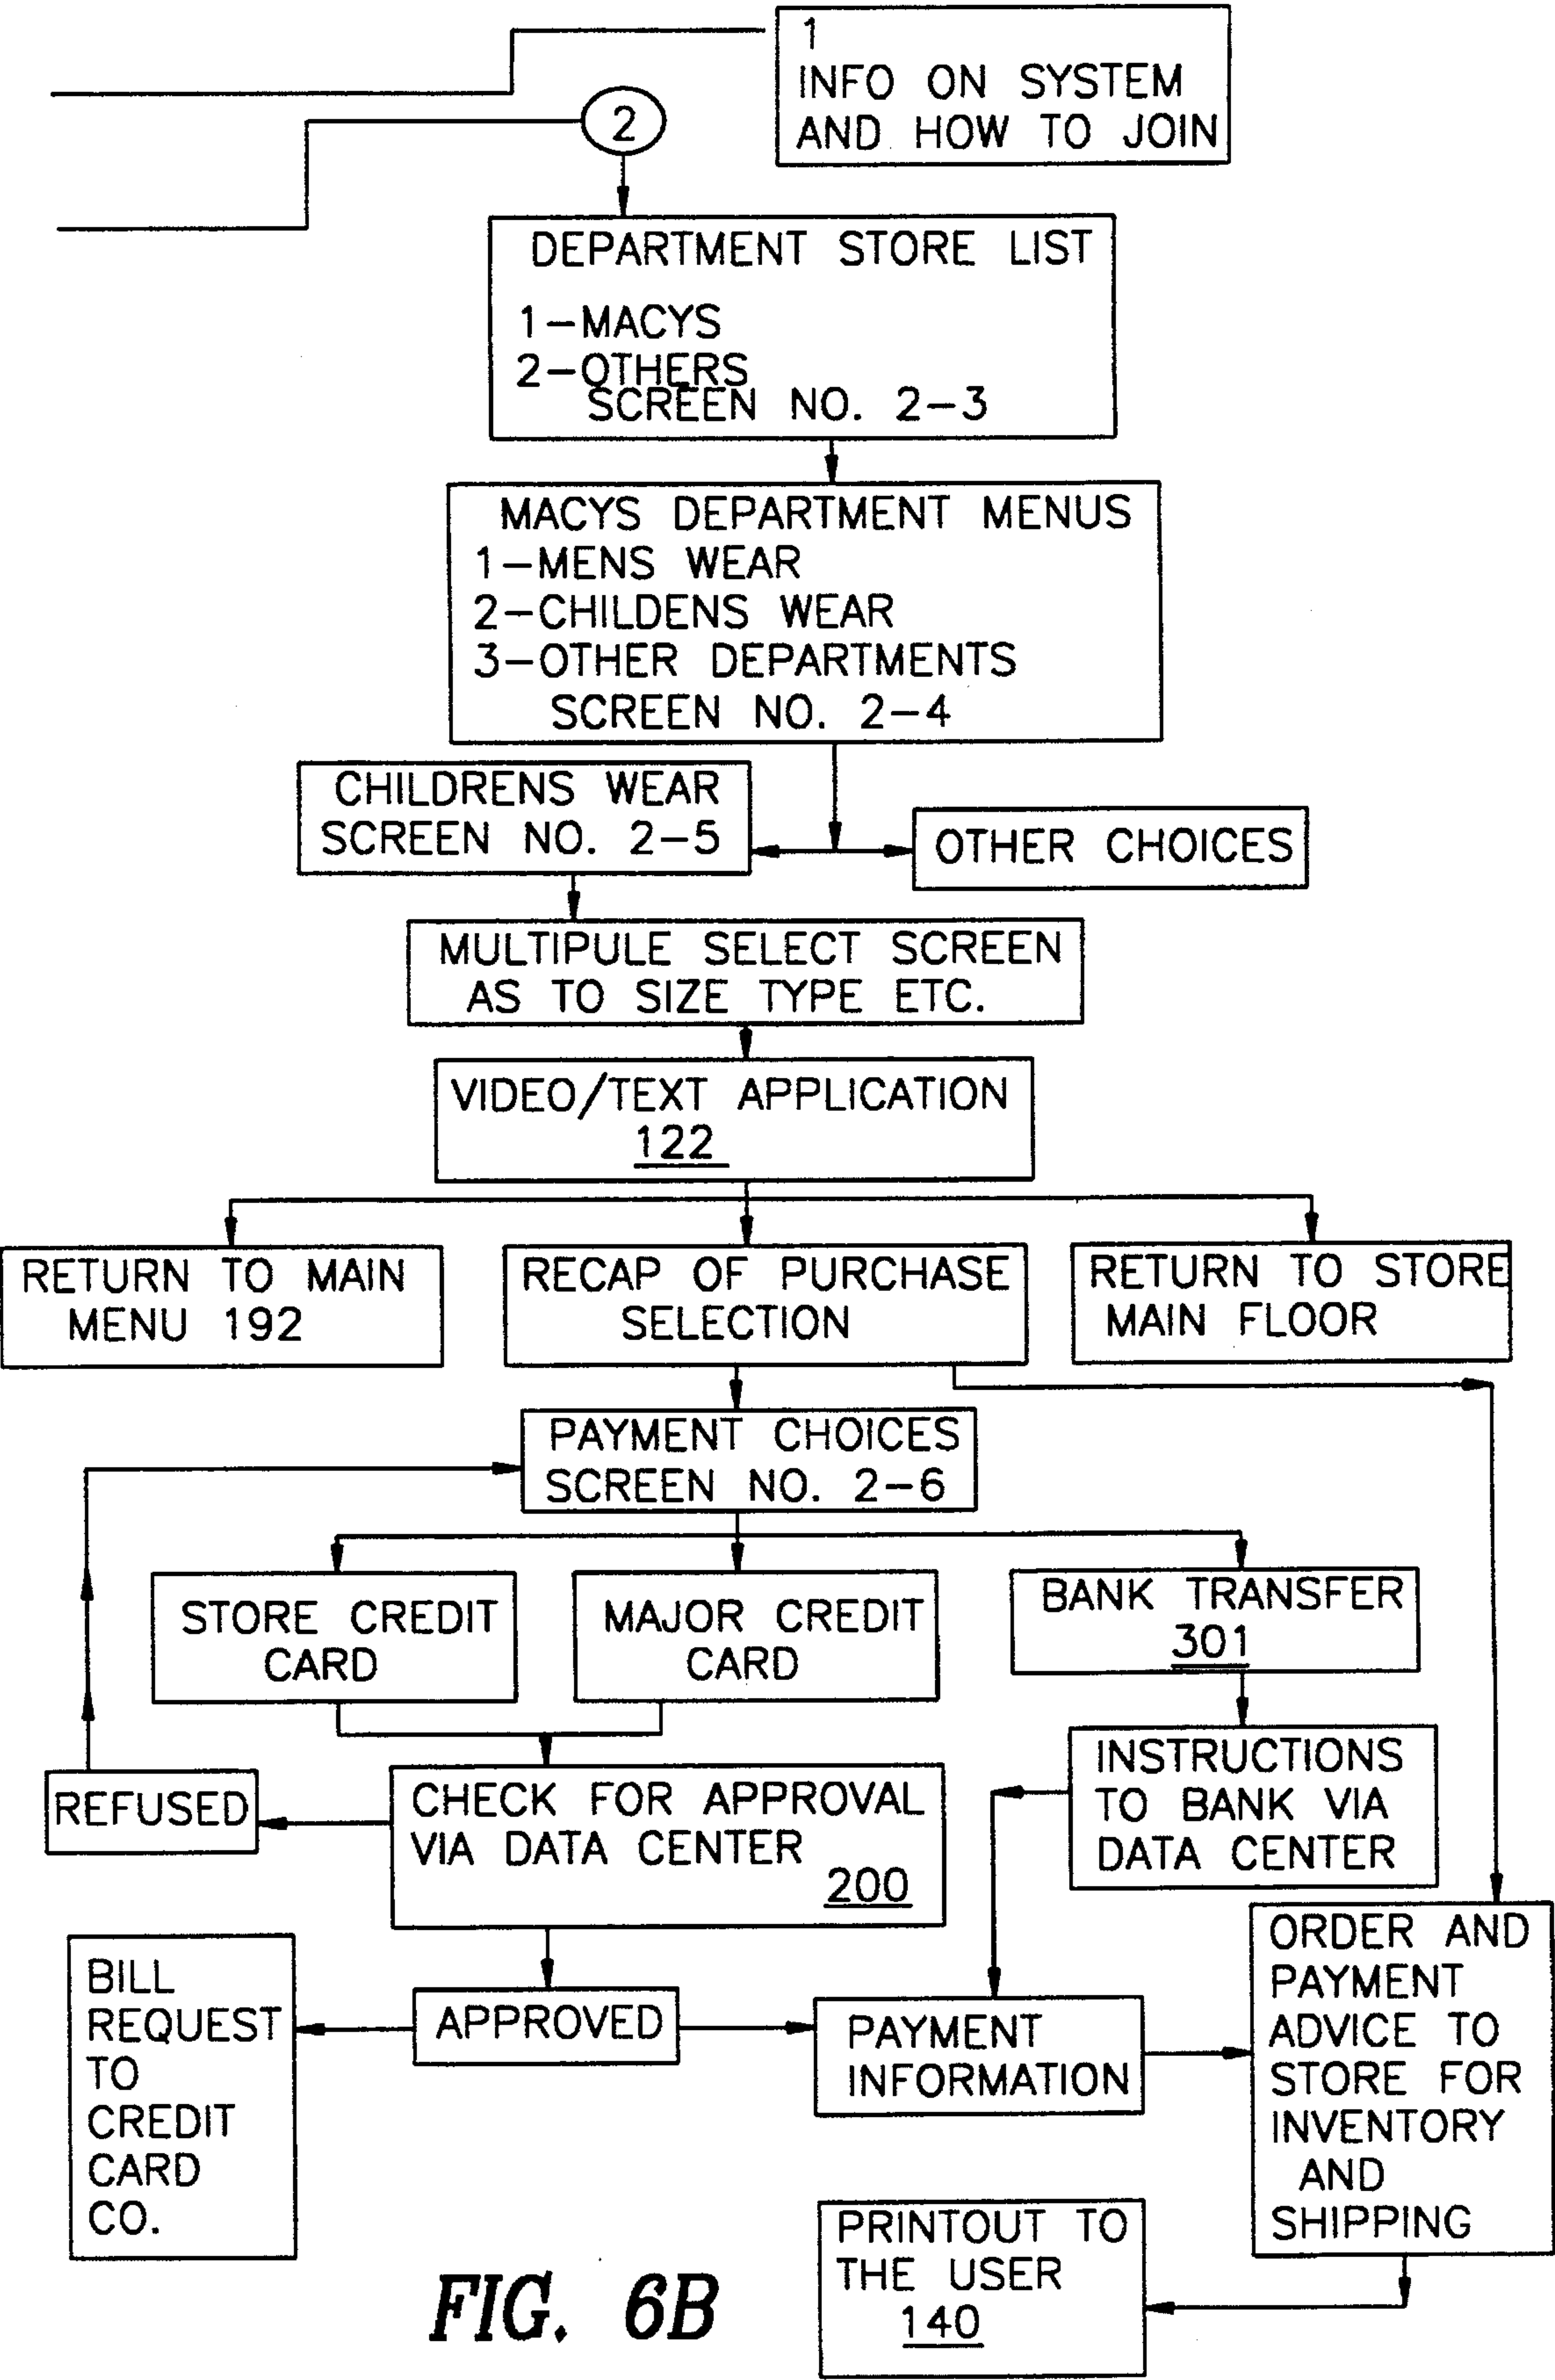 1
INFO ON SYSTEM
AND HOW TO JOIN
2
DEPARTMENT STORE LIST
1-MACYS
2-OTHERS
SCREEN NO. 2-3
MACYS DEPARTMENT MENUS
1-MENS WEAR
2-CHILDENS WEAR
3-OTHER DEPARTMENTS
SCREEN NO. 2-4
CHILDRENS WEAR
SCREEN NO. 2-5
OTHER CHOICES
MULTIPULE SELECT SCREEN
AS TO SIZE TYPE ETC.
VIDEO/TEXT APPLICATION
122
RETURN TO MAIN
MENU 192
RECAP OF PURCHASE
SELECTION
RETURN TO STORE
MAIN FLOOR
PAYMENT CHOICES
SCREEN NO. 2-6
STORE CREDIT
CARD
MAJOR CREDIT
CARD
BANK TRANSFER
301
REFUSED
CHECK FOR APPROVAL
VIA DATA CENTER
200
INSTRUCTIONS
TO BANK VIA
DATA CENTER
BILL
REQUEST
TO
CREDIT
CARD
CO.
APPROVED
PAYMENT
INFORMATION
ORDER AND
PAYMENT
ADVICE TO
STORE FOR
INVENTORY
AND
SHIPPING
PRINTOUT TO
THE USER
140
FIG. 6B